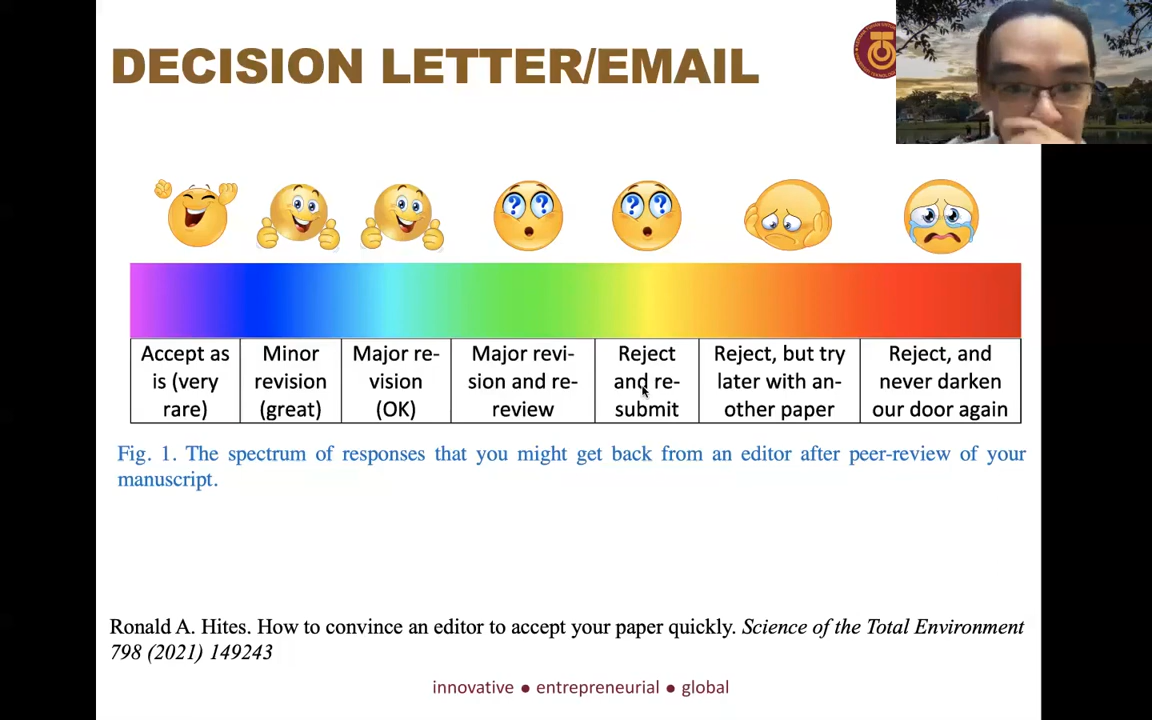 DECISION LETTER/EMAIL
Accept as
is (very
rare)
Minor
revision
(great)
Major re-
vision
(OK)
Major revi-
sion and re-
review
Reject
and re-
submit
Reject, but try
later with an-
other paper
Reject, and
never darken
our door again
Fig. 1. The spectrum of responses that you might get back from an editor after peer-review of your
manuscript.
Ronald A. Hites. How to convince an editor to accept your paper quickly. Science of the Total Environment
798 (2021) 149243
innovative ● entrepreneurial ● global